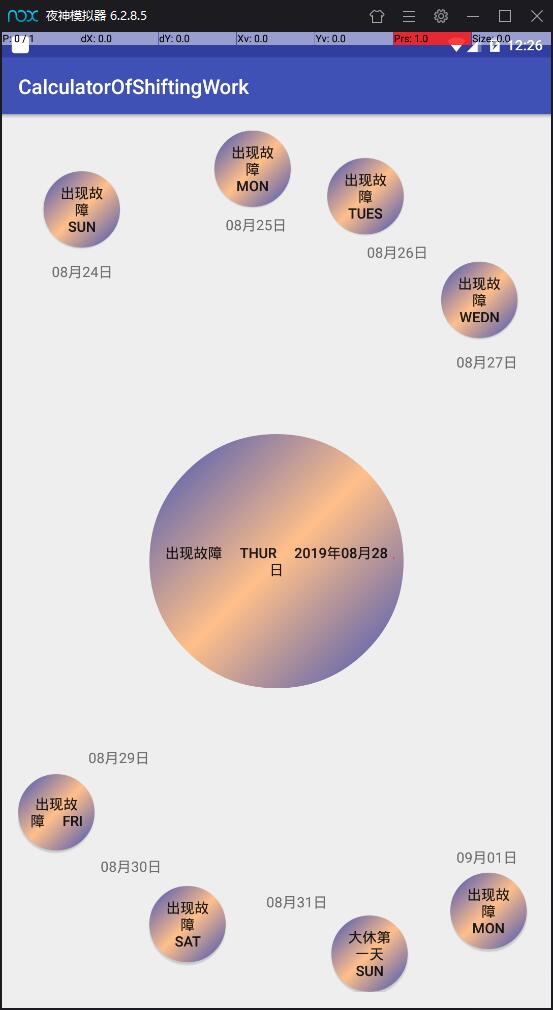 nox 夜神模拟器 6.2.8.5
P: 0 / 1 dX: 0.0 dY: 0.0 Xv: 0.0 Yv: 0.0 Prs: 1.0 Size: 0.0
12:26
CalculatorOfShiftingWork
出现故
障
MON
出现故
障
TUES
出现故
障
SUN
08月25日
08月26日
08月24日
出现故
障
WEDN
08月27日
出现故障 THUR 2019年08月28
日
08月29日
出现故
障 FRI
08月30日
09月01日
出现故
障
SAT
08月31日
大休第
一天
SUN
出现故
障
MON